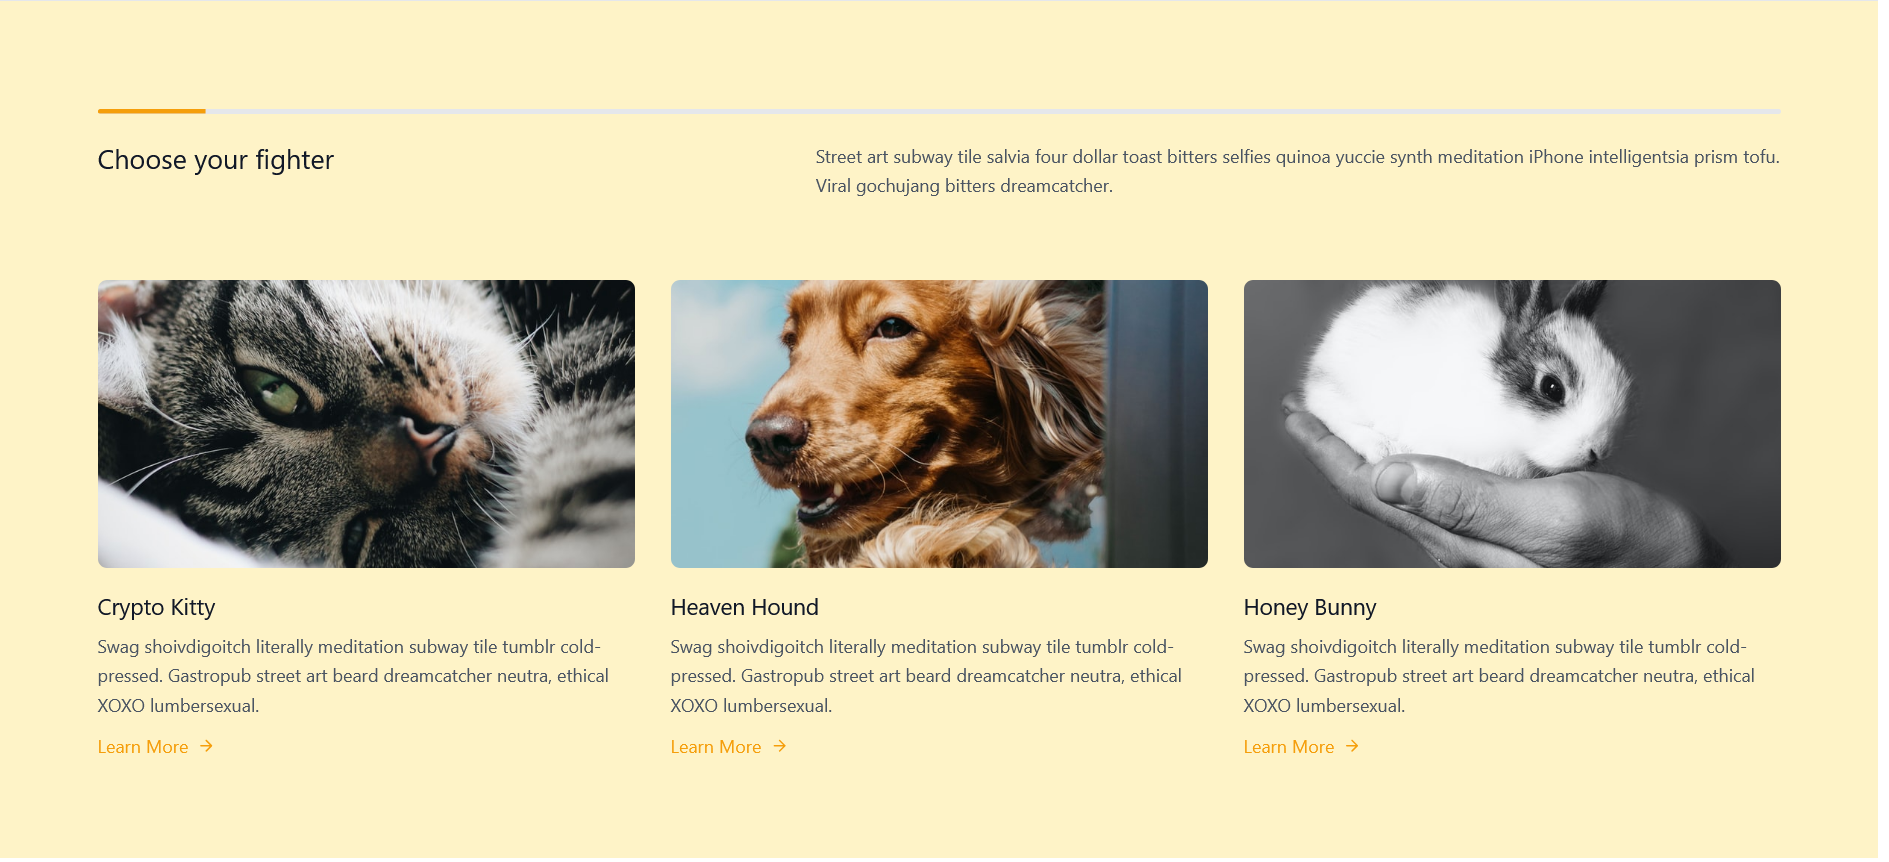 Choose your fighter
Street art subway tile salvia four dollar toast bitters selfies quinoa yuccie synth meditation iPhone intelligentsia prism tofu.
Viral gochujang bitters dreamcatcher.
Crypto Kitty
Swag shoivdigoitch literally meditation subway tile tumblr cold-
pressed. Gastropub street art beard dreamcatcher neutra, ethical
XOXO lumbersexual.
Learn More →
Heaven Hound
Swag shoivdigoitch literally meditation subway tile tumblr cold-
pressed. Gastropub street art beard dreamcatcher neutra, ethical
XOXO lumbersexual.
Learn More →
Honey Bunny
Swag shoivdigoitch literally meditation subway tile tumblr cold-
pressed. Gastropub street art beard dreamcatcher neutra, ethical
XOXO lumbersexual.
Learn More →